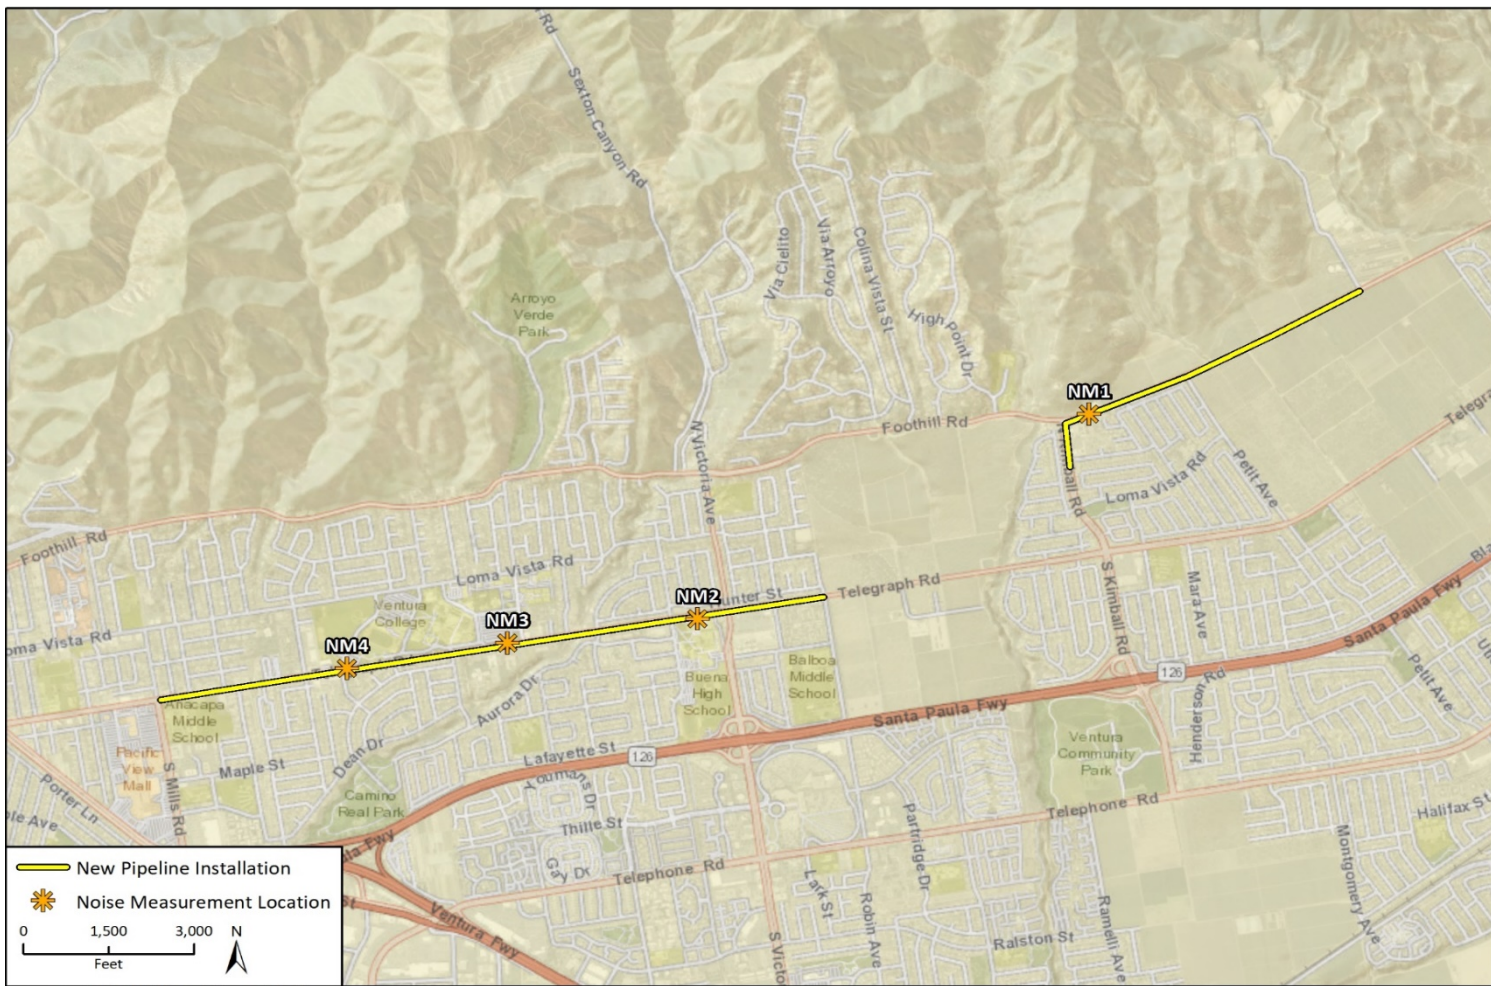 Rd
Sexton Canyon Rd
Arroyo
Verde
Park
Via Cielito
Via Arroyo
Colina Vista St
High Point Dr
NM1
Foothill Rd
N Victoria Ave
Telegra
Loma Vista Rd
Petit Ave
Foothill Rd
Loma Vista Rd
S Kimball Rd
Mara Ave
Santa Paula Fwy
Bla
NM2
Telegraph Rd
Ventura
College
NM3
NM4
oma Vista Rd
Buena
High
School
Balboa
Middle
School
126
Henderson Rd
Petit Ave
Anacapa
Middle
School
Aurora Dr
Santa Paula Fwy
Pacific
View
Mall
S Mills Rd
Maple St
Dean Dr
Lafayette St
126
Youmans Dr
Ventura
Community
Park
Camino
Real Park
Porter Ln
ple Ave
Thille St
Gay Dr
Telephone Rd
Telephone Rd
Partridge Dr
Halifax St
Montgomery Ave
ula Fwy
Ventura Fwy
Lark St
Robin Ave
Ramelli Ave
Ralston St
S Victo
New Pipeline Installation
Noise Measurement Location
St
0 1,500 3,000 N
Feet